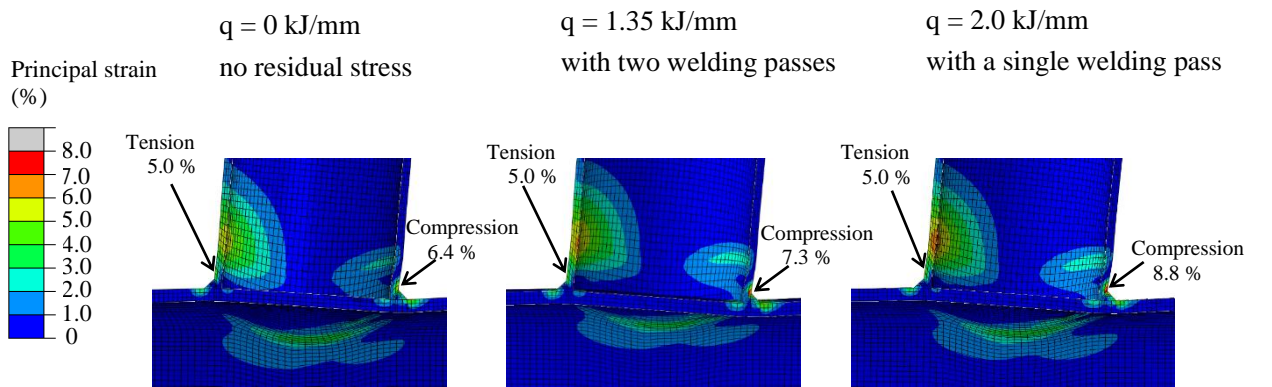 q = 0 kJ/mm
no residual stress
q = 1.35 kJ/mm
with two welding passes
q = 2.0 kJ/mm
with a single welding pass
Principal strain
(%)
8.0
7.0
6.0
5.0
4.0
3.0
2.0
1.0
0
Tension
5.0 %
Compression
6.4 %
Tension
5.0 %
Compression
7.3 %
Tension
5.0 %
Compression
8.8 %